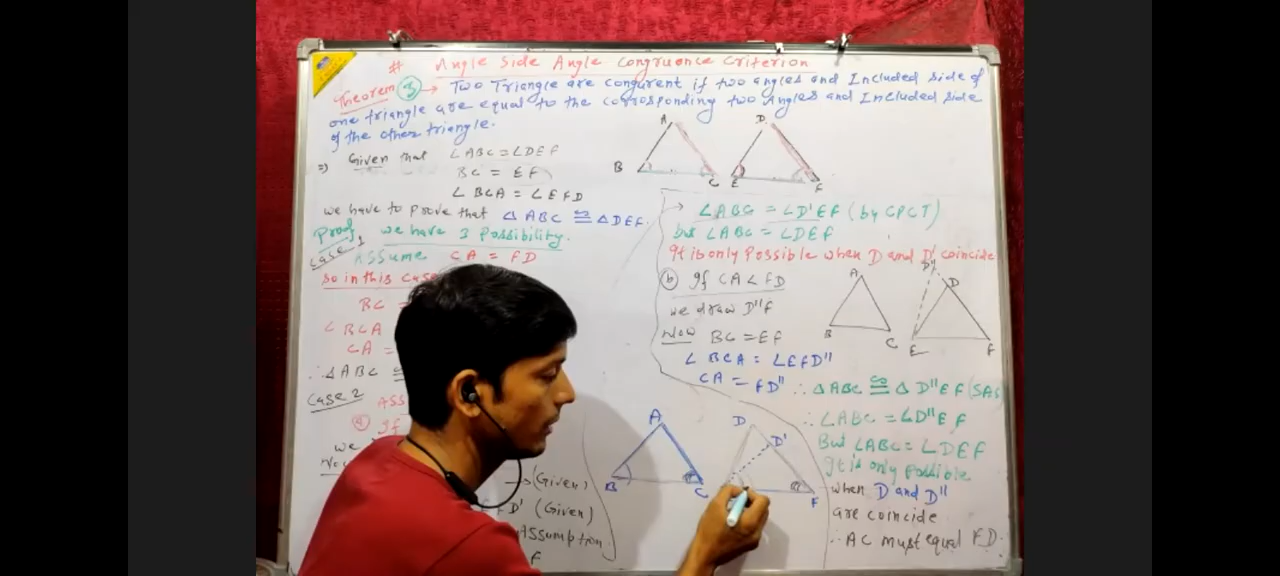 # Angle Side Angle Congruence Criterion
Theorem 3 → Two Triangle are congurent if two angles and Included side of
one triangle are equal to the corrosponding two Angles and Included side
of the other triangle.
A D
B C E F
⇒ Given that ∠ABC = ∠DEF
BC = EF
∠BCA = ∠EFD
we have to prove that △ABC ≅ △DEF.
Proof we have 3 Possibility.
Case 1
Assume CA = FD
So in this Case
BC =
∠BCA
CA =
∴ △ABC ≅
Case 2 Ass
ⓐ If
We
Now
→ (Given)
FD' (Given)
Assumption
F
→ ∠ABC = ∠D'EF (by CPCT)
but ∠ABC = ∠DEF
It is only Possible when D and D' coincide
ⓑ If CA < FD
we draw D''F
Now BC = EF
∠BCA = ∠EFD''
CA = FD'' ∴ △ABC ≅ △D''EF (SAS
∴ ∠ABC = ∠D''EF
But ∠ABC = ∠DEF
It is only possible
when D and D''
are coincide
∴ AC must equal FD.
A D'' D
B C E F
A D D'
B C F